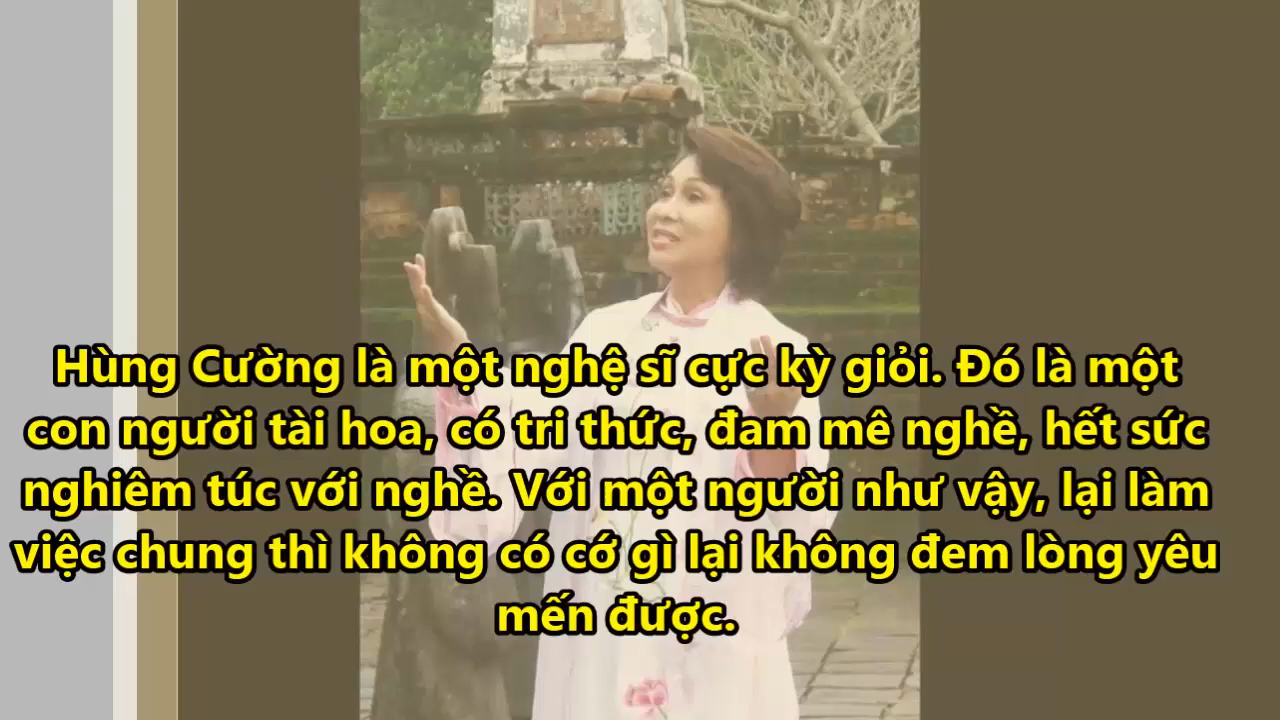 Hùng Cường là một nghệ sĩ cực kỳ giỏi. Đó là một
con người tài hoa, có tri thức, đam mê nghề, hết sức
nghiêm túc với nghề. Với một người như vậy, lại làm
việc chung thì không có cớ gì lại không đem lòng yêu
mến được.